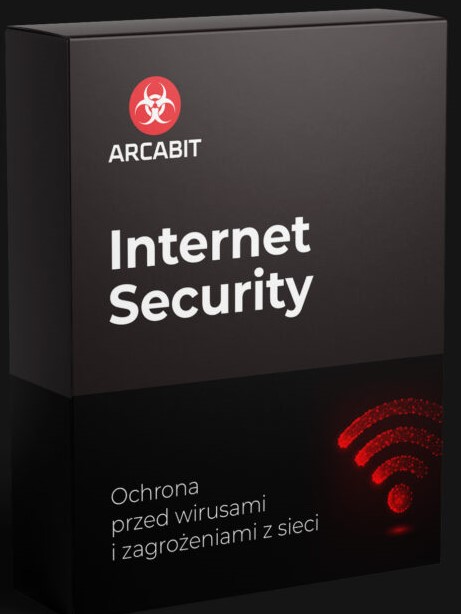 ARCABIT
Internet
Security
Ochrona
przed wirusami
i zagrożeniami z sieci